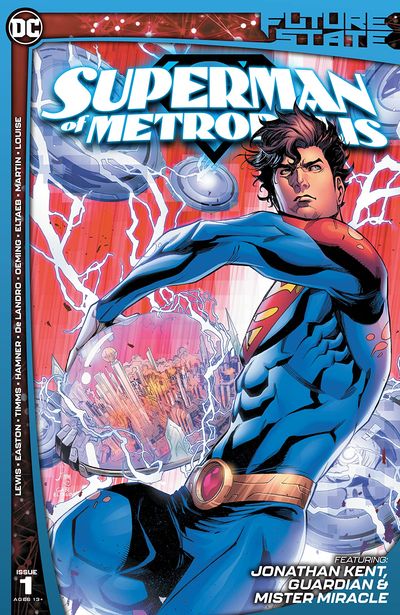 DC
FUTURE
STATE
SUPERMAN
of METROPOLIS
LEWIS • EASTON • TIMMS • HAMNER • DE LANDRO • OEMING • ELTAEB • MARTIN • LOUISE
ISSUE
1
AGES 13+
FEATURING:
JONATHAN KENT,
GUARDIAN &
MISTER MIRACLE